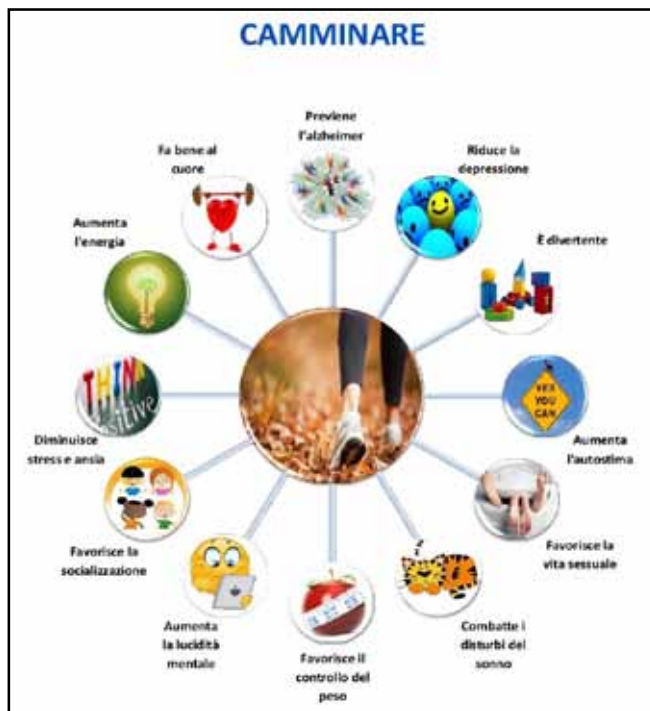 CAMMINARE
Previene
l'alzheimer
Riduce la
depressione
È divertente
YES
YOU
CAN
Aumenta
l'autostima
Favorisce la
vita sessuale
Combatte i
disturbi del
sonno
Favorisce il
controllo del
peso
Aumenta
la lucidità
mentale
Favorisce la
socializzazione
THINK
Positive
Diminuisce
stress e ansia
Aumenta
l'energia
Fa bene al
cuore